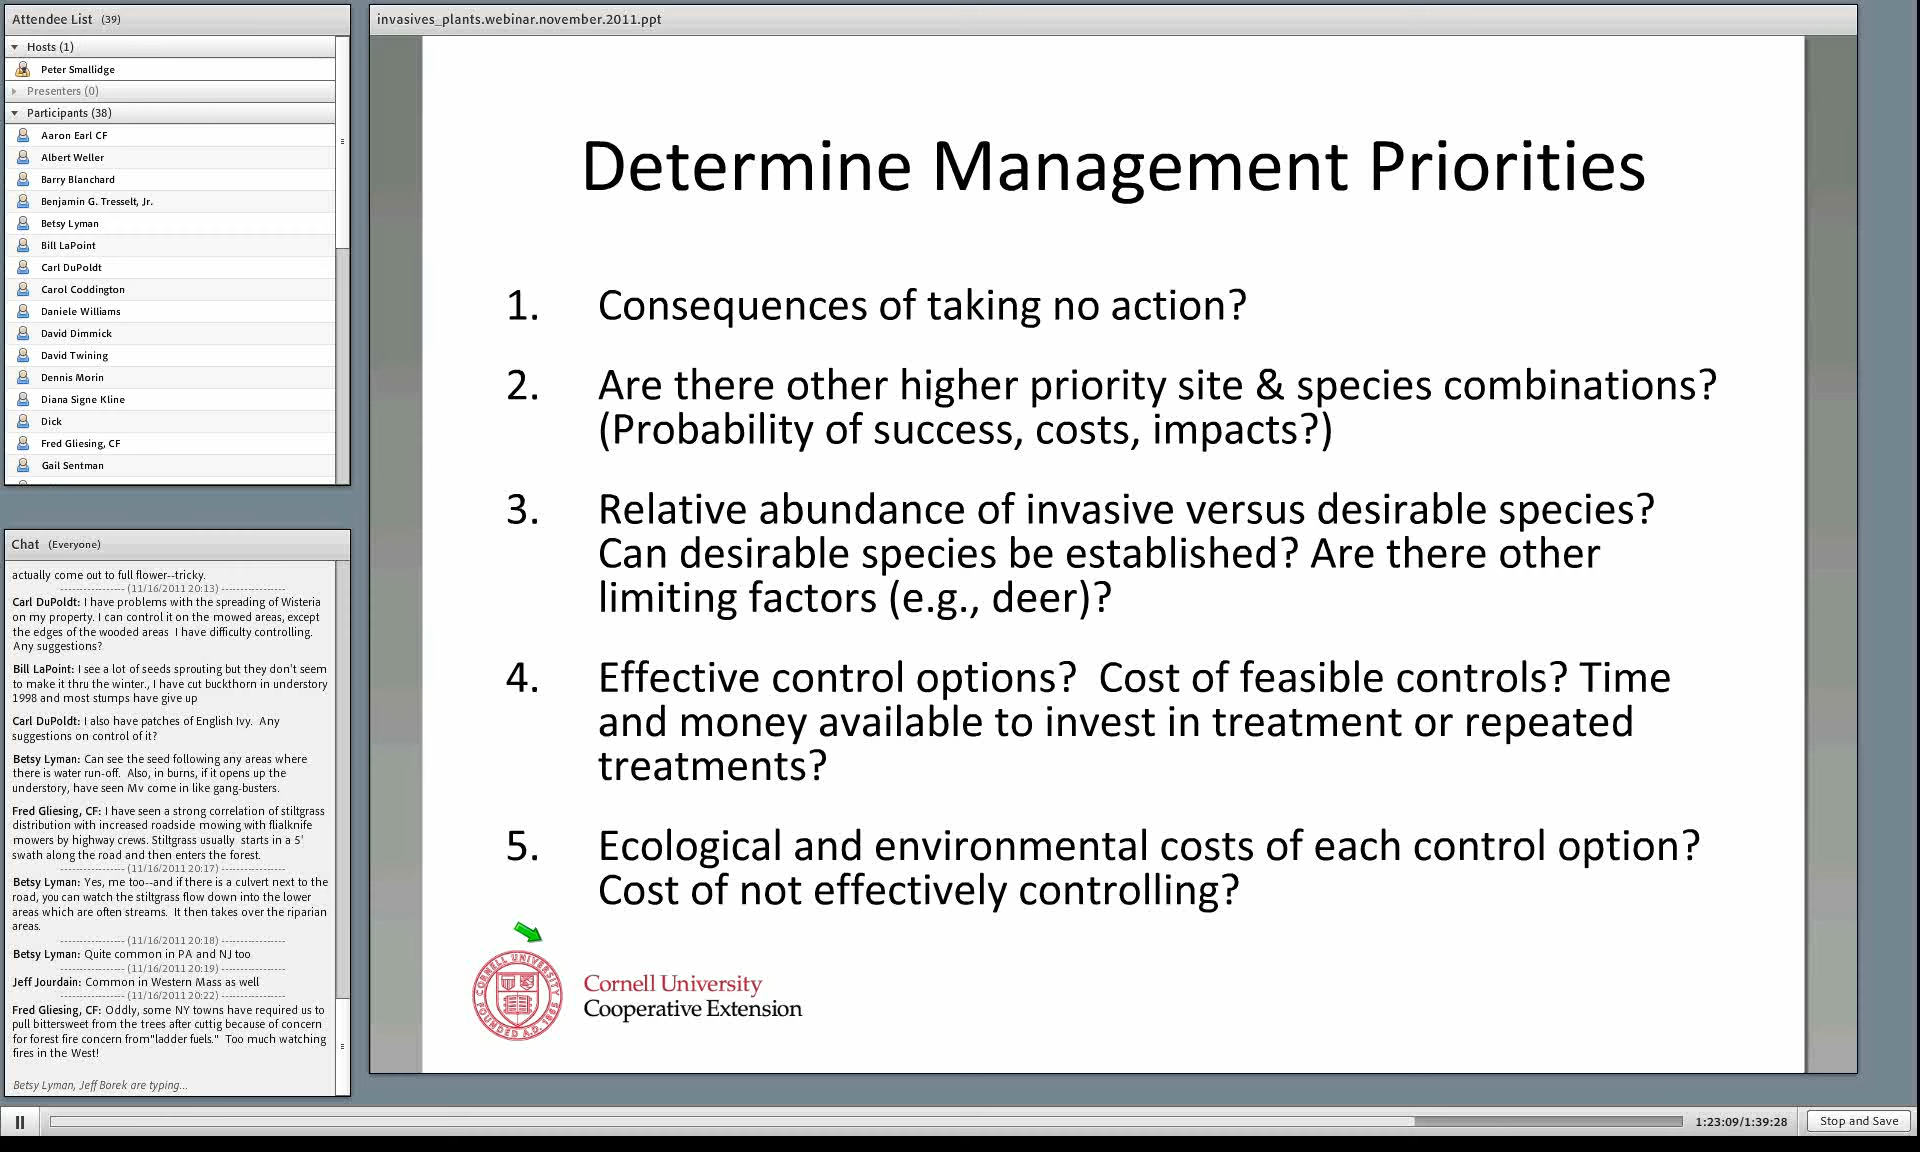 Attendee List (39)
Hosts (1)
Peter Smallidge
Presenters (0)
Participants (38)
Aaron Earl CF
Albert Weller
Barry Blanchard
Benjamin G. Tresselt, Jr.
Betsy Lyman
Bill LaPoint
Carl DuPoldt
Carol Coddington
Daniele Williams
David Dimmick
David Twining
Dennis Morin
Diana Signe Kline
Dick
Fred Gliesing, CF
Gail Sentman
Chat (Everyone)
actually come out to full flower--tricky.
------------------ (11/16/2011 20:13) ------------------
Carl DuPoldt: I have problems with the spreading of Wisteria
on my property. I can control it on the mowed areas, except
the edges of the wooded areas  I have difficulty controlling.
Any suggestions?
Bill LaPoint: I see a lot of seeds sprouting but they don't seem
to make it thru the winter., I have cut buckthorn in understory
1998 and most stumps have give up
Carl DuPoldt: I also have patches of English Ivy.  Any
suggestions on control of it?
Betsy Lyman: Can see the seed following any areas where
there is water run-off.  Also, in burns, if it opens up the
understory, have seen Mv come in like gang-busters.
Fred Gliesing, CF: I have seen a strong correlation of stiltgrass
distribution with increased roadside mowing with flialknife
mowers by highway crews. Stiltgrass usually  starts in a 5'
swath along the road and then enters the forest.
------------------ (11/16/2011 20:17) ------------------
Betsy Lyman: Yes, me too--and if there is a culvert next to the
road, you can watch the stiltgrass flow down into the lower
areas which are often streams.  It then takes over the riparian
areas.
------------------ (11/16/2011 20:18) ------------------
Betsy Lyman: Quite common in PA and NJ too
------------------ (11/16/2011 20:19) ------------------
Jeff Jourdain: Common in Western Mass as well
------------------ (11/16/2011 20:22) ------------------
Fred Gliesing, CF: Oddly, some NY towns have required us to
pull bittersweet from the trees after cuttig because of concern
for forest fire concern from"ladder fuels."  Too much watching
fires in the West!
Betsy Lyman, Jeff Borek are typing...
invasives_plants.webinar.november.2011.ppt
Determine Management Priorities
1. Consequences of taking no action?
2. Are there other higher priority site & species combinations?
(Probability of success, costs, impacts?)
3. Relative abundance of invasive versus desirable species?
Can desirable species be established? Are there other
limiting factors (e.g., deer)?
4. Effective control options?  Cost of feasible controls? Time
and money available to invest in treatment or repeated
treatments?
5. Ecological and environmental costs of each control option?
Cost of not effectively controlling?
CORNELL UNIVERSITY
FOUNDED A.D. 1865
Cornell University
Cooperative Extension
1:23:09/1:39:28
Stop and Save